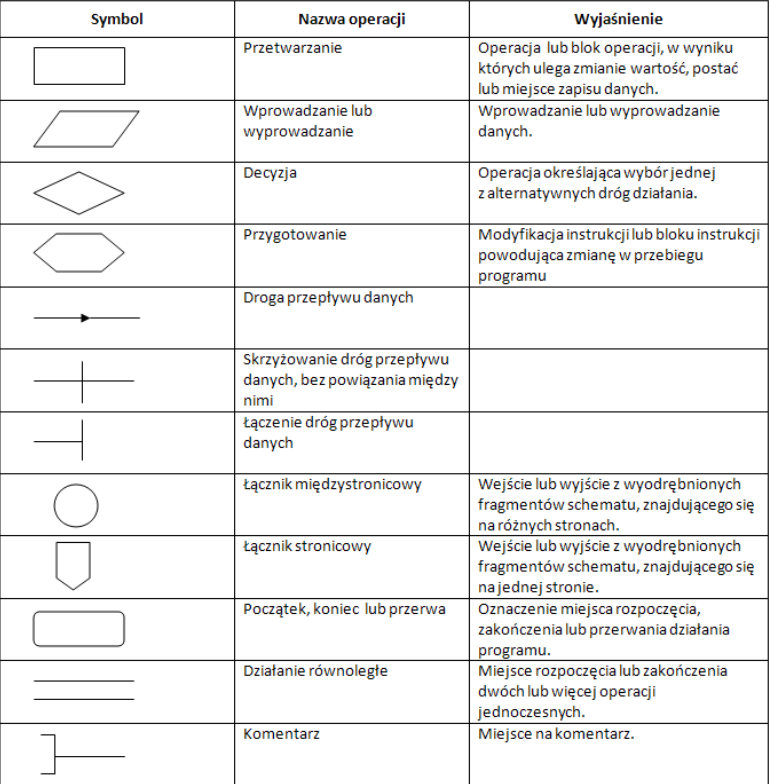 Symbol
Nazwa operacji
Wyjaśnienie
Przetwarzanie
Operacja lub blok operacji, w wyniku
których ulega zmianie wartość, postać
lub miejsce zapisu danych.
Wprowadzanie lub
wyprowadzanie
Wprowadzanie lub wyprowadzanie
danych.
Decyzja
Operacja określająca wybór jednej
z alternatywnych dróg działania.
Przygotowanie
Modyfikacja instrukcji lub bloku instrukcji
powodująca zmianę w przebiegu
programu
Droga przepływu danych
Skrzyżowanie dróg przepływu
danych, bez powiązania między
nimi
Łączenie dróg przepływu
danych
Łącznik międzystronicowy
Wejście lub wyjście z wyodrębnionych
fragmentów schematu, znajdującego się
na różnych stronach.
Łącznik stronicowy
Wejście lub wyjście z wyodrębnionych
fragmentów schematu, znajdującego się
na jednej stronie.
Początek, koniec lub przerwa
Oznaczenie miejsca rozpoczęcia,
zakończenia lub przerwania działania
programu.
Działanie równoległe
Miejsce rozpoczęcia lub zakończenia
dwóch lub więcej operacji
jednoczesnych.
Komentarz
Miejsce na komentarz.